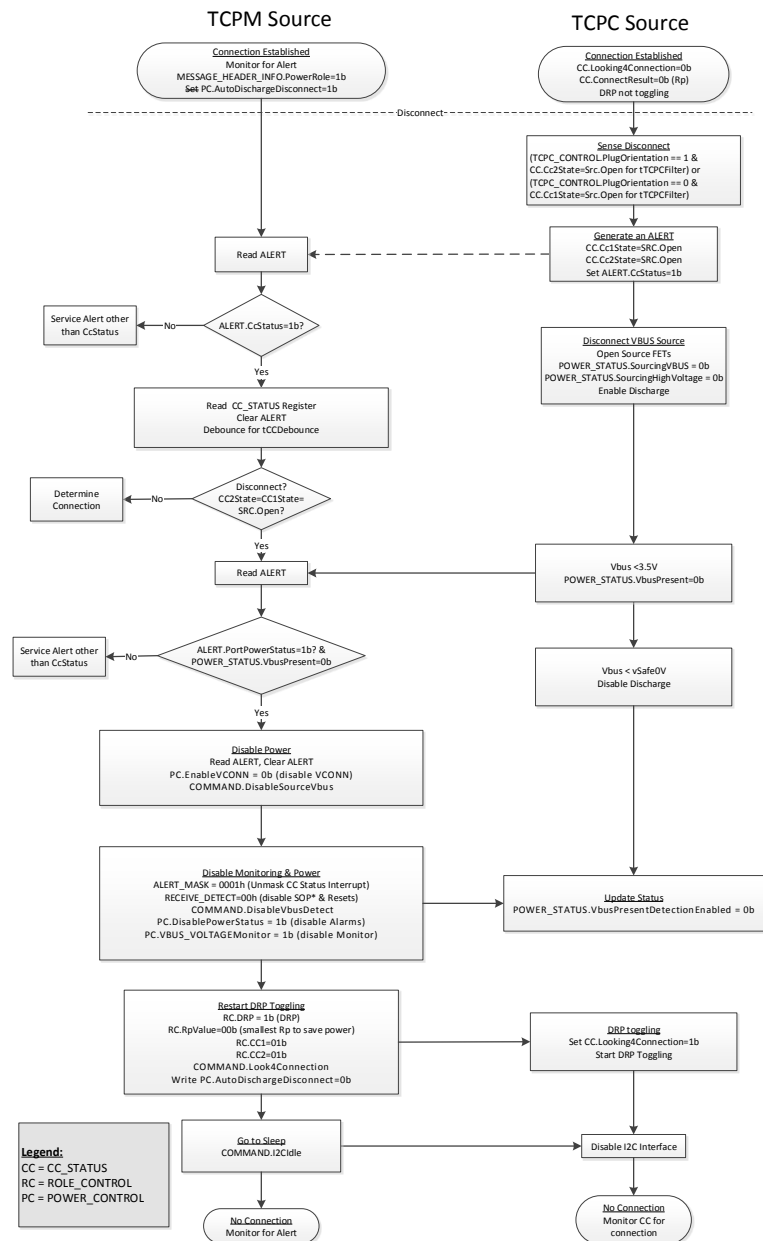 TCPM Source
TCPC Source
Connection Established
Monitor for Alert
MESSAGE_HEADER_INFO.PowerRole=1b
Set PC.AutoDischargeDisconnect=1b
Connection Established
CC.Looking4Connection=0b
CC.ConnectResult=0b (Rp)
DRP not toggling
Disconnect
Sense Disconnect
(TCPC_CONTROL.PlugOrientation == 1 &
CC.Cc2State=Src.Open for tTCPCFilter) or
(TCPC_CONTROL.PlugOrientation == 0 &
CC.Cc1State=Src.Open for tTCPCFilter)
Read ALERT
Generate an ALERT
CC.Cc1State=SRC.Open
CC.Cc2State=SRC.Open
Set ALERT.CcStatus=1b
Service Alert other
than CcStatus
No
ALERT.CcStatus=1b?
Yes
Disconnect VBUS Source
Open Source FETs
POWER_STATUS.SourcingVBUS = 0b
POWER_STATUS.SourcingHighVoltage = 0b
Enable Discharge
Read CC_STATUS Register
Clear ALERT
Debounce for tCCDebounce
Determine
Connection
No
Disconnect?
CC2State=CC1State=
SRC.Open?
Yes
Read ALERT
Vbus <3.5V
POWER_STATUS.VbusPresent=0b
Service Alert other
than CcStatus
No
ALERT.PortPowerStatus=1b? &
POWER_STATUS.VbusPresent=0b
Yes
Vbus < vSafe0V
Disable Discharge
Disable Power
Read ALERT, Clear ALERT
PC.EnableVCONN = 0b (disable VCONN)
COMMAND.DisableSourceVbus
Disable Monitoring & Power
ALERT_MASK = 0001h (Unmask CC Status Interrupt)
RECEIVE_DETECT=00h (disable SOP* & Resets)
COMMAND.DisableVbusDetect
PC.DisablePowerStatus = 1b (disable Alarms)
PC.VBUS_VOLTAGEMonitor = 1b (disable Monitor)
Update Status
POWER_STATUS.VbusPresentDetectionEnabled = 0b
Restart DRP Toggling
RC.DRP = 1b (DRP)
RC.RpValue=00b (smallest Rp to save power)
RC.CC1=01b
RC.CC2=01b
COMMAND.Look4Connection
Write PC.AutoDischargeDisconnect=0b
DRP toggling
Set CC.Looking4Connection=1b
Start DRP Toggling
Legend:
CC = CC_STATUS
RC = ROLE_CONTROL
PC = POWER_CONTROL
Go to Sleep
COMMAND.I2CIdle
Disable I2C Interface
No Connection
Monitor for Alert
No Connection
Monitor CC for
connection